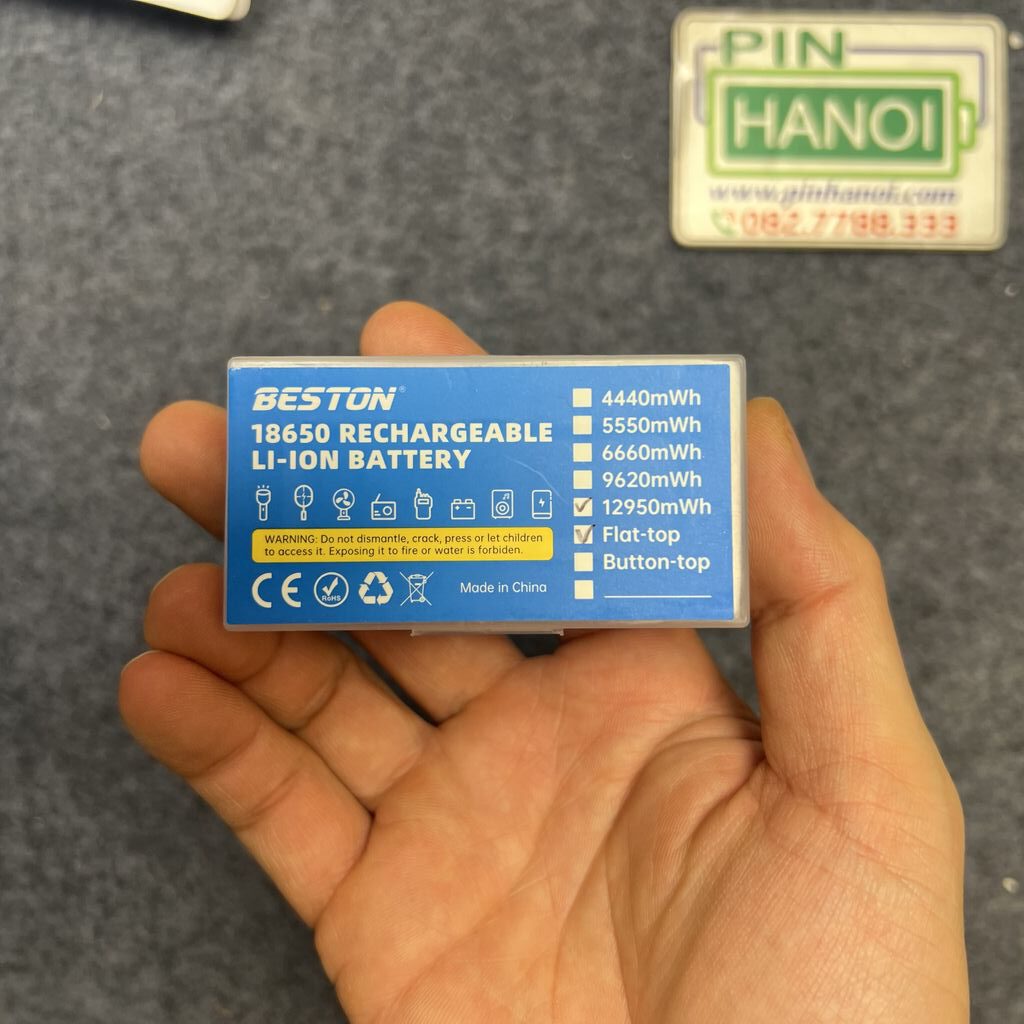 PIN
HANOI
www.pinhanoi.com
082.7788.333
BESTON®
18650 RECHARGEABLE
LI-ION BATTERY
WARNING: Do not dismantle, crack, press or let children
to access it. Exposing it to fire or water is forbiden.
CE
RoHS
Made in China
4440mWh
5550mWh
6660mWh
9620mWh
12950mWh
Flat-top
Button-top